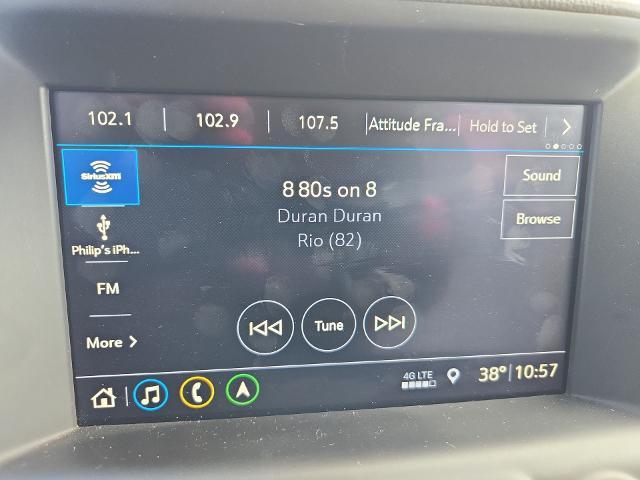 102.1 102.9 107.5 Attitude Fra... Hold to Set
SiriusXM
8 80s on 8
Sound
Duran Duran
Browse
Rio (82)
Philip's iPh...
FM
Tune
More
4G LTE
38° 10:57